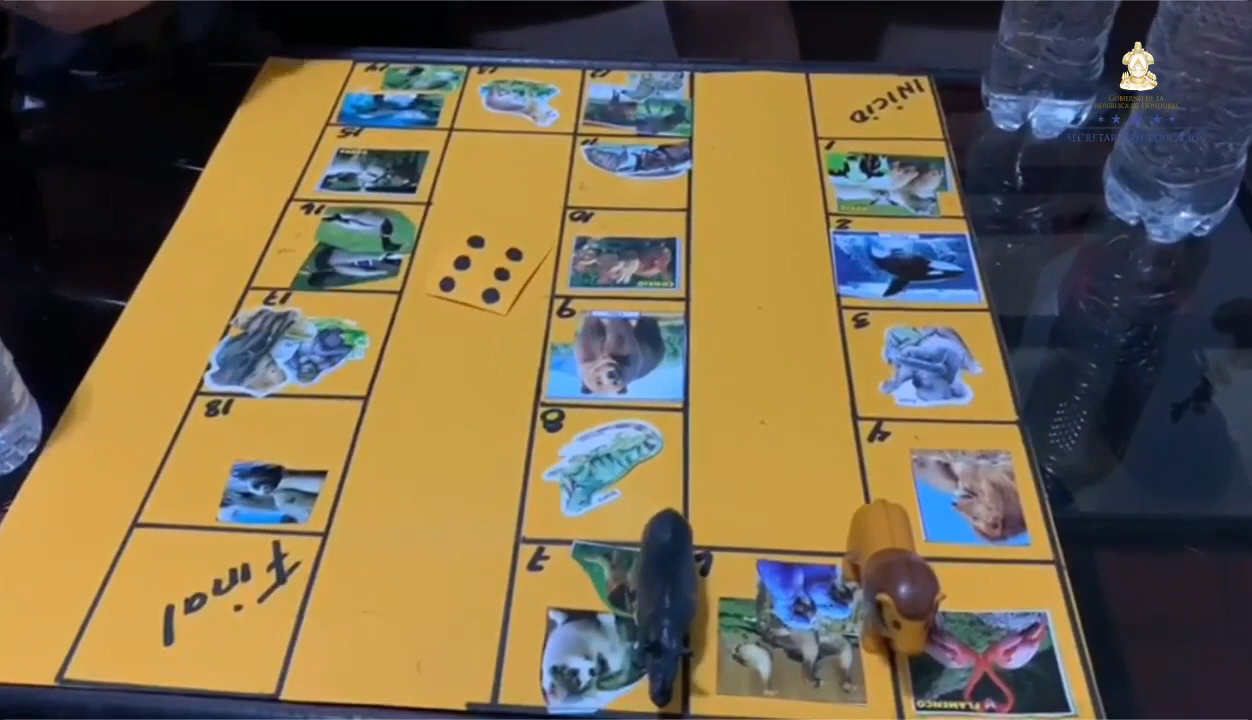 GOBIERNO DE LA
REPÚBLICA DE HONDURAS
SECRETARÍA DE EDUCACIÓN
INICIO
1
2
3
4
FLAMENCO
6
7
8
9
10
CONEJO
11
12
13
14
15
16
17
18
Final